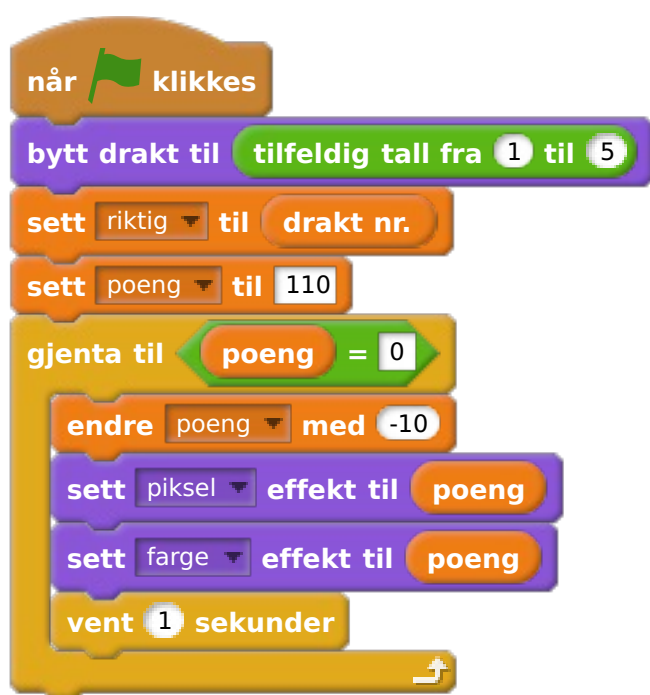 når klikkes
bytt drakt til tilfeldig tall fra 1 til 5
sett riktig til drakt nr.
sett poeng til 110
gjenta til poeng = 0
endre poeng med -10
sett piksel effekt til poeng
sett farge effekt til poeng
vent 1 sekunder